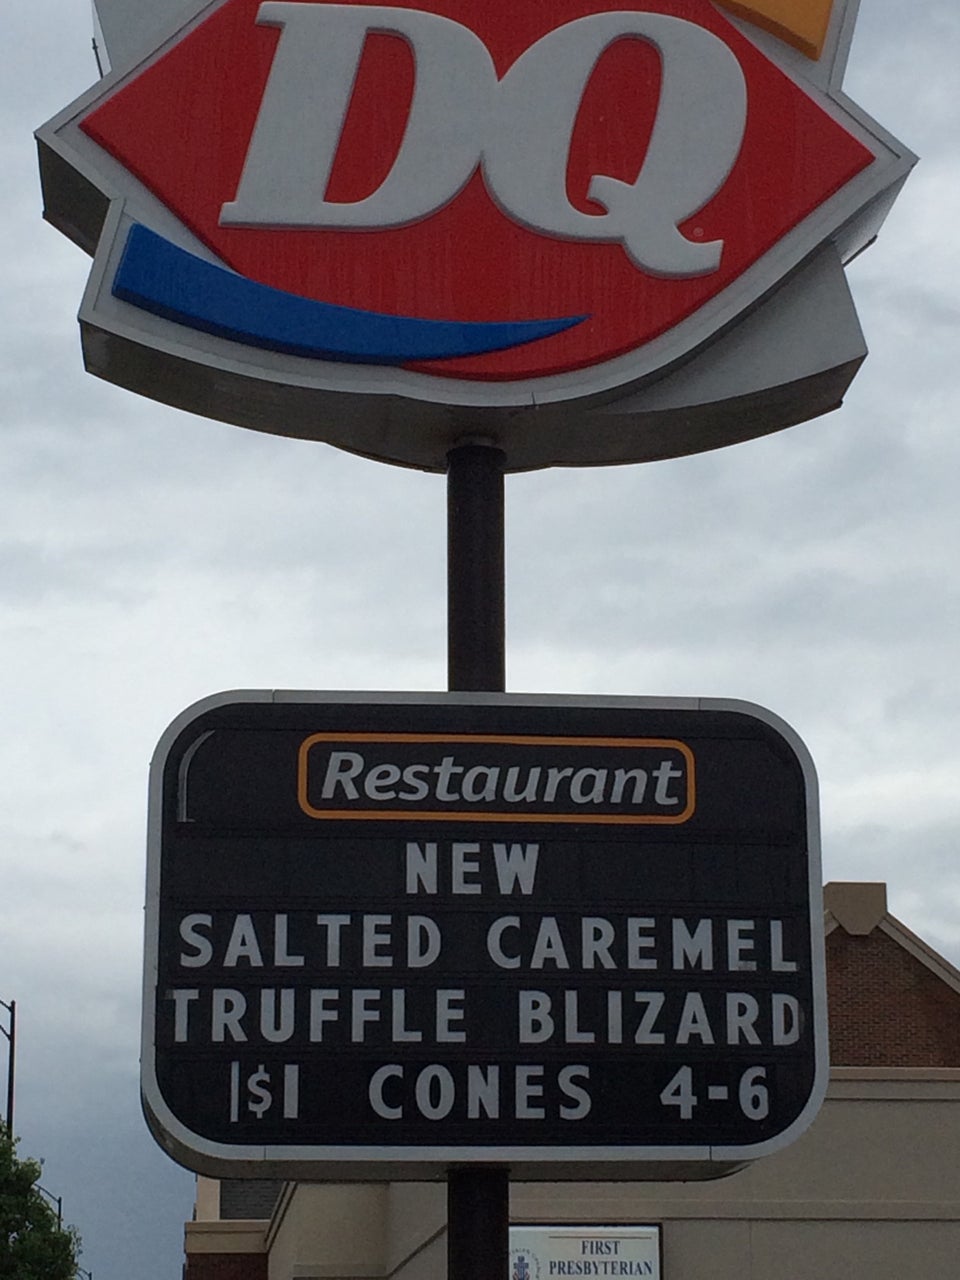 DQ
Restaurant
NEW
SALTED CAREMEL
TRUFFLE BLIZARD
$1 CONES 4-6
FIRST
PRESBYTERIAN